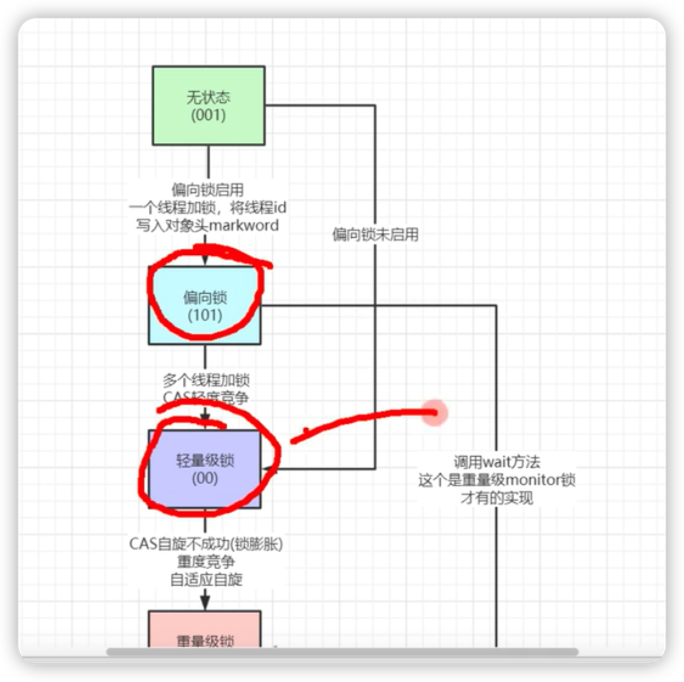 无状态
(001)
偏向锁启用
一个线程加锁，将线程id
写入对象头markword
偏向锁未启用
偏向锁
(101)
多个线程加锁
CAS轻度竞争
轻量级锁
(00)
调用wait方法
这个是重量级monitor锁
才有的实现
CAS自旋不成功(锁膨胀)
重度竞争
自适应自旋
重量级锁